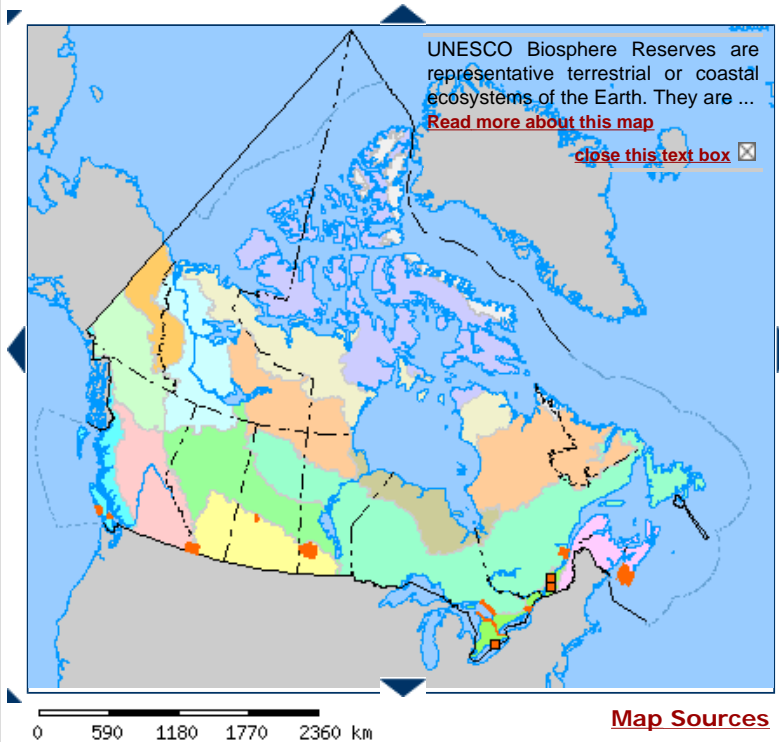 UNESCO Biosphere Reserves are
representative terrestrial or coastal
ecosystems of the Earth. They are ...
Read more about this map
close this text box
0 590 1180 1770 2360 km
Map Sources